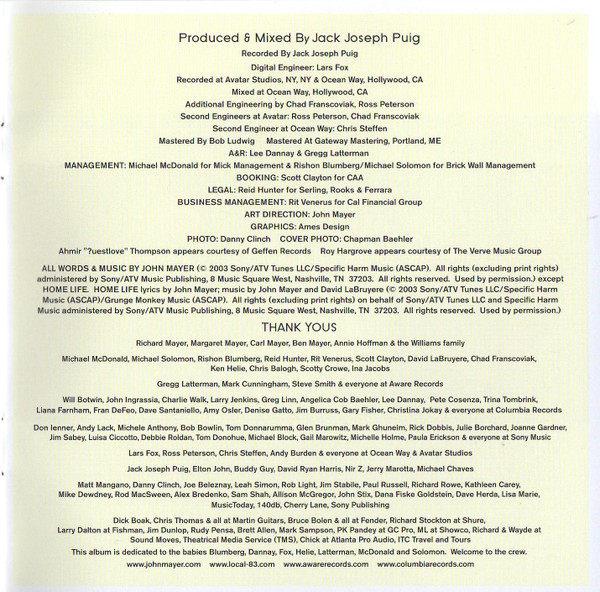 Produced & Mixed By Jack Joseph Puig
Recorded By Jack Joseph Puig
Digital Engineer: Lars Fox
Recorded at Avatar Studios, NY, NY & Ocean Way, Hollywood, CA
Mixed at Ocean Way, Hollywood, CA
Additional Engineering by Chad Franscoviak, Ross Peterson
Second Engineers at Avatar: Ross Peterson, Chad Franscoviak
Second Engineer at Ocean Way: Chris Steffen
Mastered By Bob Ludwig Mastered At Gateway Mastering, Portland, ME
A&R: Lee Dannay & Gregg Latterman
MANAGEMENT: Michael McDonald for Mick Management & Rishon Blumberg/Michael Solomon for Brick Wall Management
BOOKING: Scott Clayton for CAA
LEGAL: Reid Hunter for Serling, Rooks & Ferrara
BUSINESS MANAGEMENT: Rit Venerus for Cal Financial Group
ART DIRECTION: John Mayer
GRAPHICS: Ames Design
PHOTO: Danny Clinch COVER PHOTO: Chapman Baehler
Ahmir "?uestlove" Thompson appears courtesy of Geffen Records Roy Hargrove appears courtesy of The Verve Music Group
ALL WORDS & MUSIC BY JOHN MAYER (© 2003 Sony/ATV Tunes LLC/Specific Harm Music (ASCAP). All rights (excluding print rights)
administered by Sony/ATV Music Publishing, 8 Music Square West, Nashville, TN 37203. All rights reserved. Used by permission.) except
HOME LIFE. HOME LIFE lyrics by John Mayer; music by John Mayer and David LaBruyere (© 2003 Sony/ATV Tunes LLC/Specific Harm
Music (ASCAP)/Grunge Monkey Music (ASCAP). All rights (excluding print rights) on behalf of Sony/ATV Tunes LLC and Specific Harm
Music administered by Sony/ATV Music Publishing, 8 Music Square West, Nashville, TN 37203. All rights reserved. Used by permission.)
THANK YOUS
Richard Mayer, Margaret Mayer, Carl Mayer, Ben Mayer, Annie Hoffman & the Williams family
Michael McDonald, Michael Solomon, Rishon Blumberg, Reid Hunter, Rit Venerus, Scott Clayton, David LaBruyere, Chad Franscoviak,
Ken Helie, Chris Balogh, Scotty Crowe, Ina Jacobs
Gregg Latterman, Mark Cunningham, Steve Smith & everyone at Aware Records
Will Botwin, John Ingrassia, Charlie Walk, Larry Jenkins, Greg Linn, Angelica Cob Baehler, Lee Dannay, Pete Cosenza, Trina Tombrink,
Liana Farnham, Fran DeFeo, Dave Santaniello, Amy Osler, Denise Gatto, Jim Burruss, Gary Fisher, Christina Jokay & everyone at Columbia Records
Don Ienner, Andy Lack, Michele Anthony, Bob Bowlin, Tom Donnarumma, Glen Brunman, Mark Ghuneim, Rick Dobbis, Julie Borchard, Joanne Gardner,
Jim Sabey, Luisa Ciccotto, Debbie Roldan, Tom Donohue, Michael Block, Gail Marowitz, Michelle Holme, Paula Erickson & everyone at Sony Music
Lars Fox, Ross Peterson, Chris Steffen, Andy Burden & everyone at Ocean Way & Avatar Studios
Jack Joseph Puig, Elton John, Buddy Guy, David Ryan Harris, Nir Z, Jerry Marotta, Michael Chaves
Matt Mangano, Danny Clinch, Joe Beleznay, Leah Simon, Rob Light, Jim Stabile, Paul Russell, Richard Rowe, Kathleen Carey,
Mike Dewdney, Rod MacSween, Alex Bredenko, Sam Shah, Allison McGregor, John Stix, Dana Fiske Goldstein, Dave Herda, Lisa Marie,
MusicToday, 140db, Cherry Lane, Sony Publishing
Dick Boak, Chris Thomas & all at Martin Guitars, Bruce Bolen & all at Fender, Richard Stockton at Shure,
Larry Dalton at Fishman, Jim Dunlop, Rudy Pensa, Brett Allen, Mark Sampson, PK Pandey at GC Pro, ML at Showco, Richard & Wayde at
Sound Moves, Theatrical Media Service (TMS), Chick at Atlanta Pro Audio, ITC Travel and Tours
This album is dedicated to the babies Blumberg, Dannay, Fox, Helie, Latterman, McDonald and Solomon. Welcome to the crew.
www.johnmayer.com www.local-83.com www.awarerecords.com www.columbiarecords.com